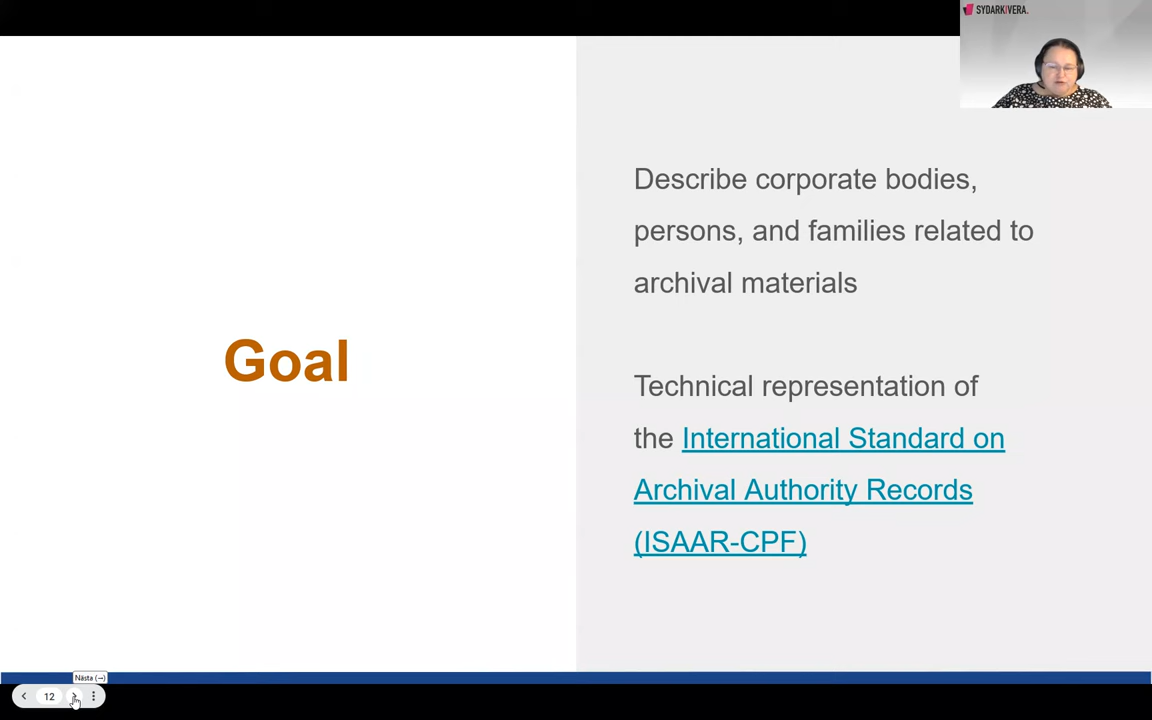 SYDARKIVERA.
Describe corporate bodies,
persons, and families related to
archival materials
Goal
Technical representation of
the International Standard on
Archival Authority Records
(ISAAR-CPF)
Nästa (→)
12